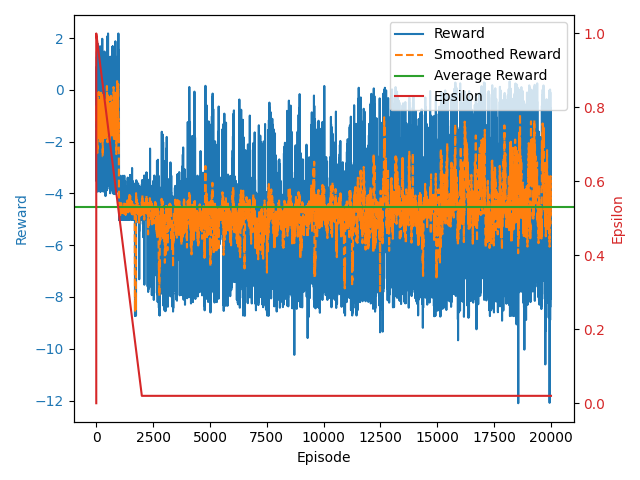 Reward
Smoothed Reward
Average Reward
Epsilon
2
0
−2
−4
−6
−8
−10
−12
Reward
1.0
0.8
0.6
0.4
0.2
0.0
Epsilon
0 2500 5000 7500 10000 12500 15000 17500 20000
Episode